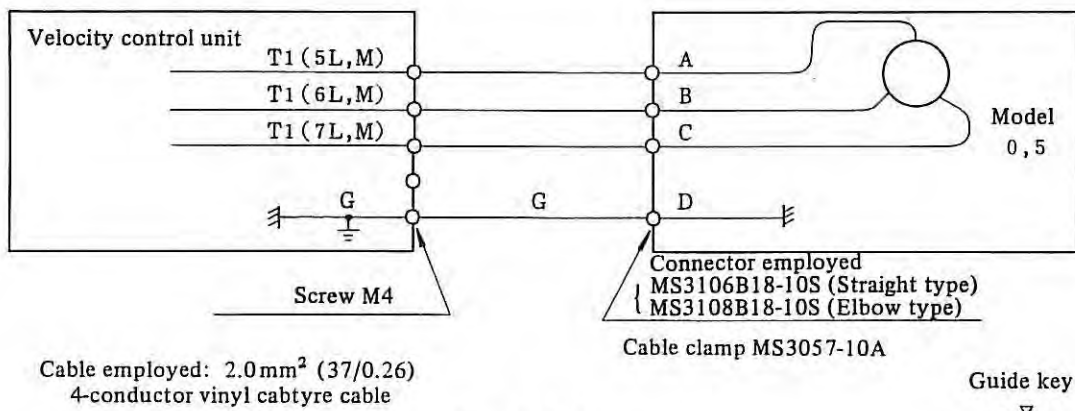 Velocity control unit
T1 (5L,M)
T1 (6L,M)
T1 (7L,M)
G
G
A
B
C
D
Model
0,5
Screw M4
Connector employed
MS3106B18-10S (Straight type)
MS3108B18-10S (Elbow type)
Cable clamp MS3057-10A
Cable employed: 2.0mm² (37/0.26)
4-conductor vinyl cabtyre cable
Guide key